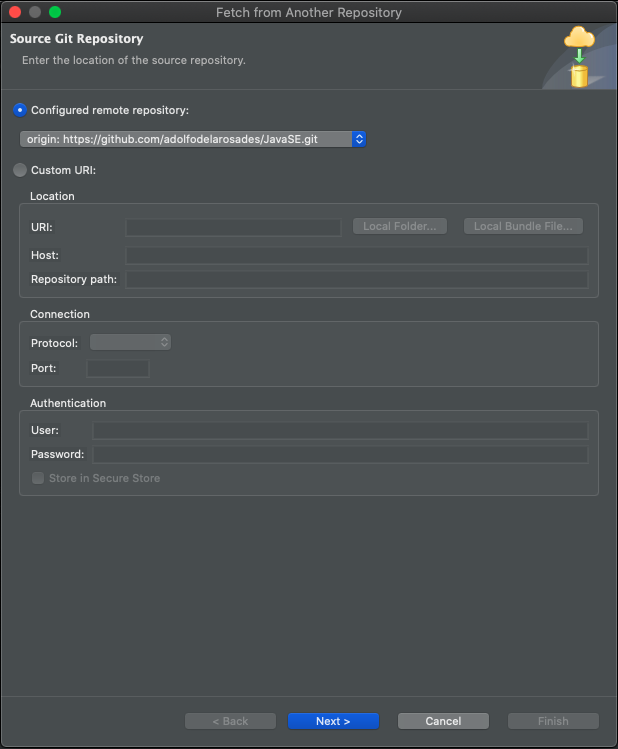 Fetch from Another Repository
Source Git Repository
Enter the location of the source repository.
Configured remote repository:
origin: https://github.com/adolfodelarosades/JavaSE.git
Custom URI:
Location
URI:
Local Folder...
Local Bundle File...
Host:
Repository path:
Connection
Protocol:
Port:
Authentication
User:
Password:
Store in Secure Store
< Back
Next >
Cancel
Finish